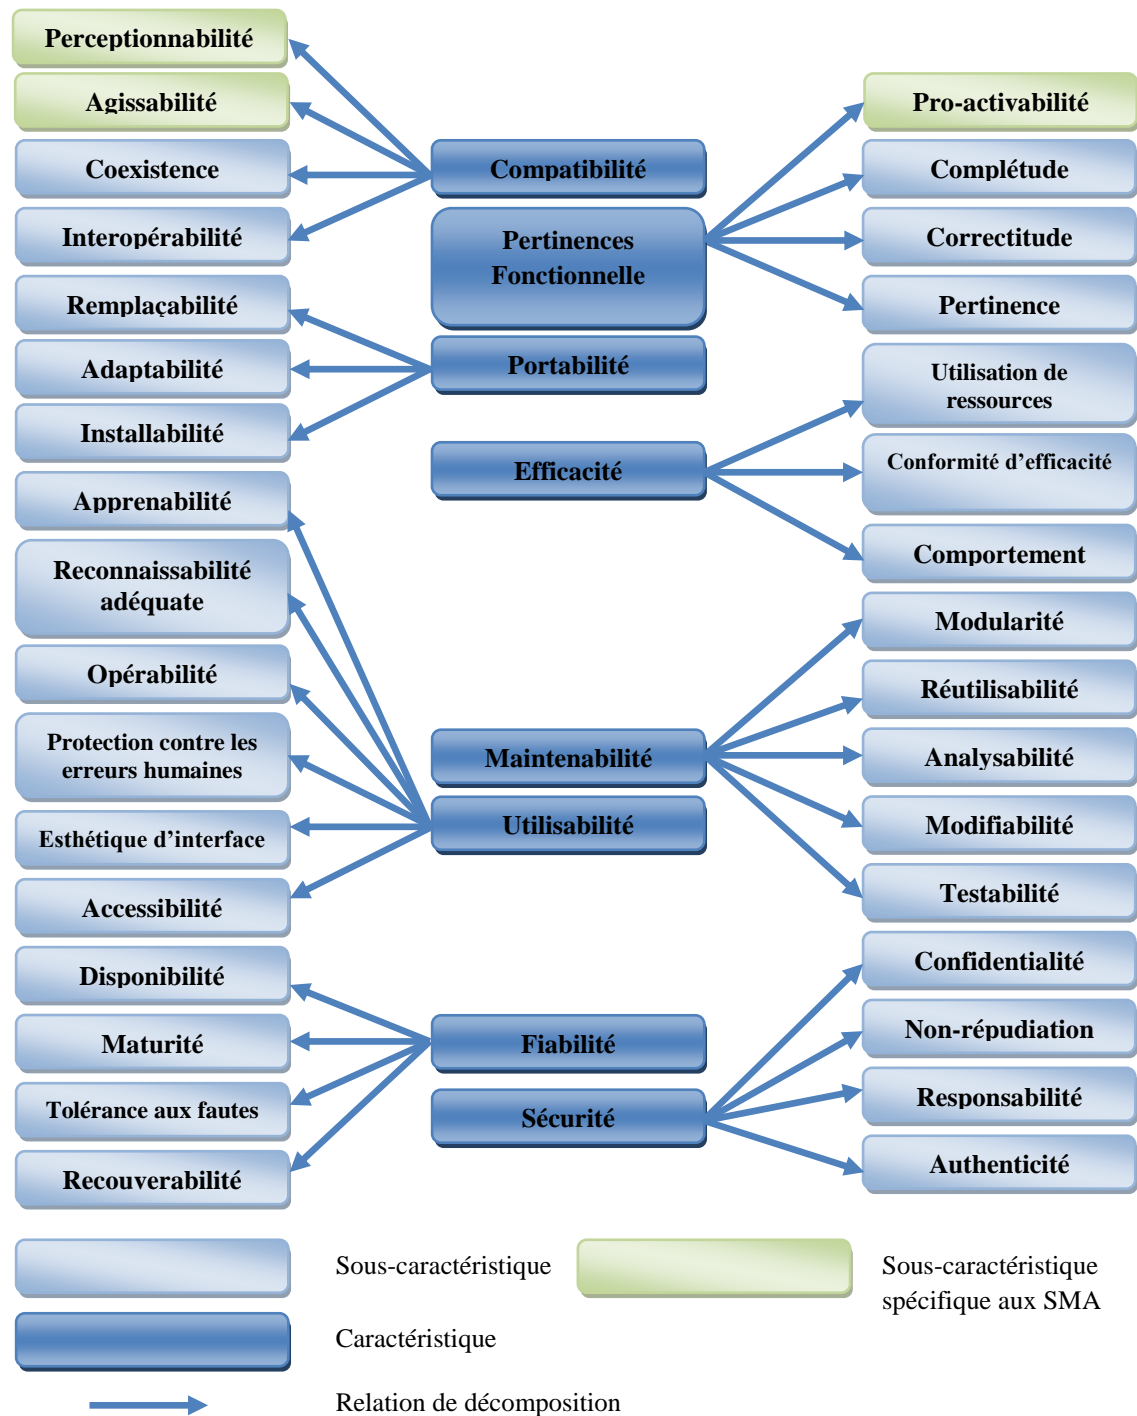 Perceptionnabilité
Agissabilité
Coexistence
Interopérabilité
Remplaçabilité
Adaptabilité
Installabilité
Apprenabilité
Reconnaissabilité
adéquate
Opérabilité
Protection contre les
erreurs humaines
Esthétique d’interface
Accessibilité
Disponibilité
Maturité
Tolérance aux fautes
Recouverabilité
Compatibilité
Pertinences
Fonctionnelle
Portabilité
Efficacité
Maintenabilité
Utilisabilité
Fiabilité
Sécurité
Pro-activabilité
Complétude
Correctitude
Pertinence
Utilisation de
ressources
Conformité d’efficacité
Comportement
Modularité
Réutilisabilité
Analysabilité
Modifiabilité
Testabilité
Confidentialité
Non-répudiation
Responsabilité
Authenticité
Sous-caractéristique
Sous-caractéristique
spécifique aux SMA
Caractéristique
Relation de décomposition